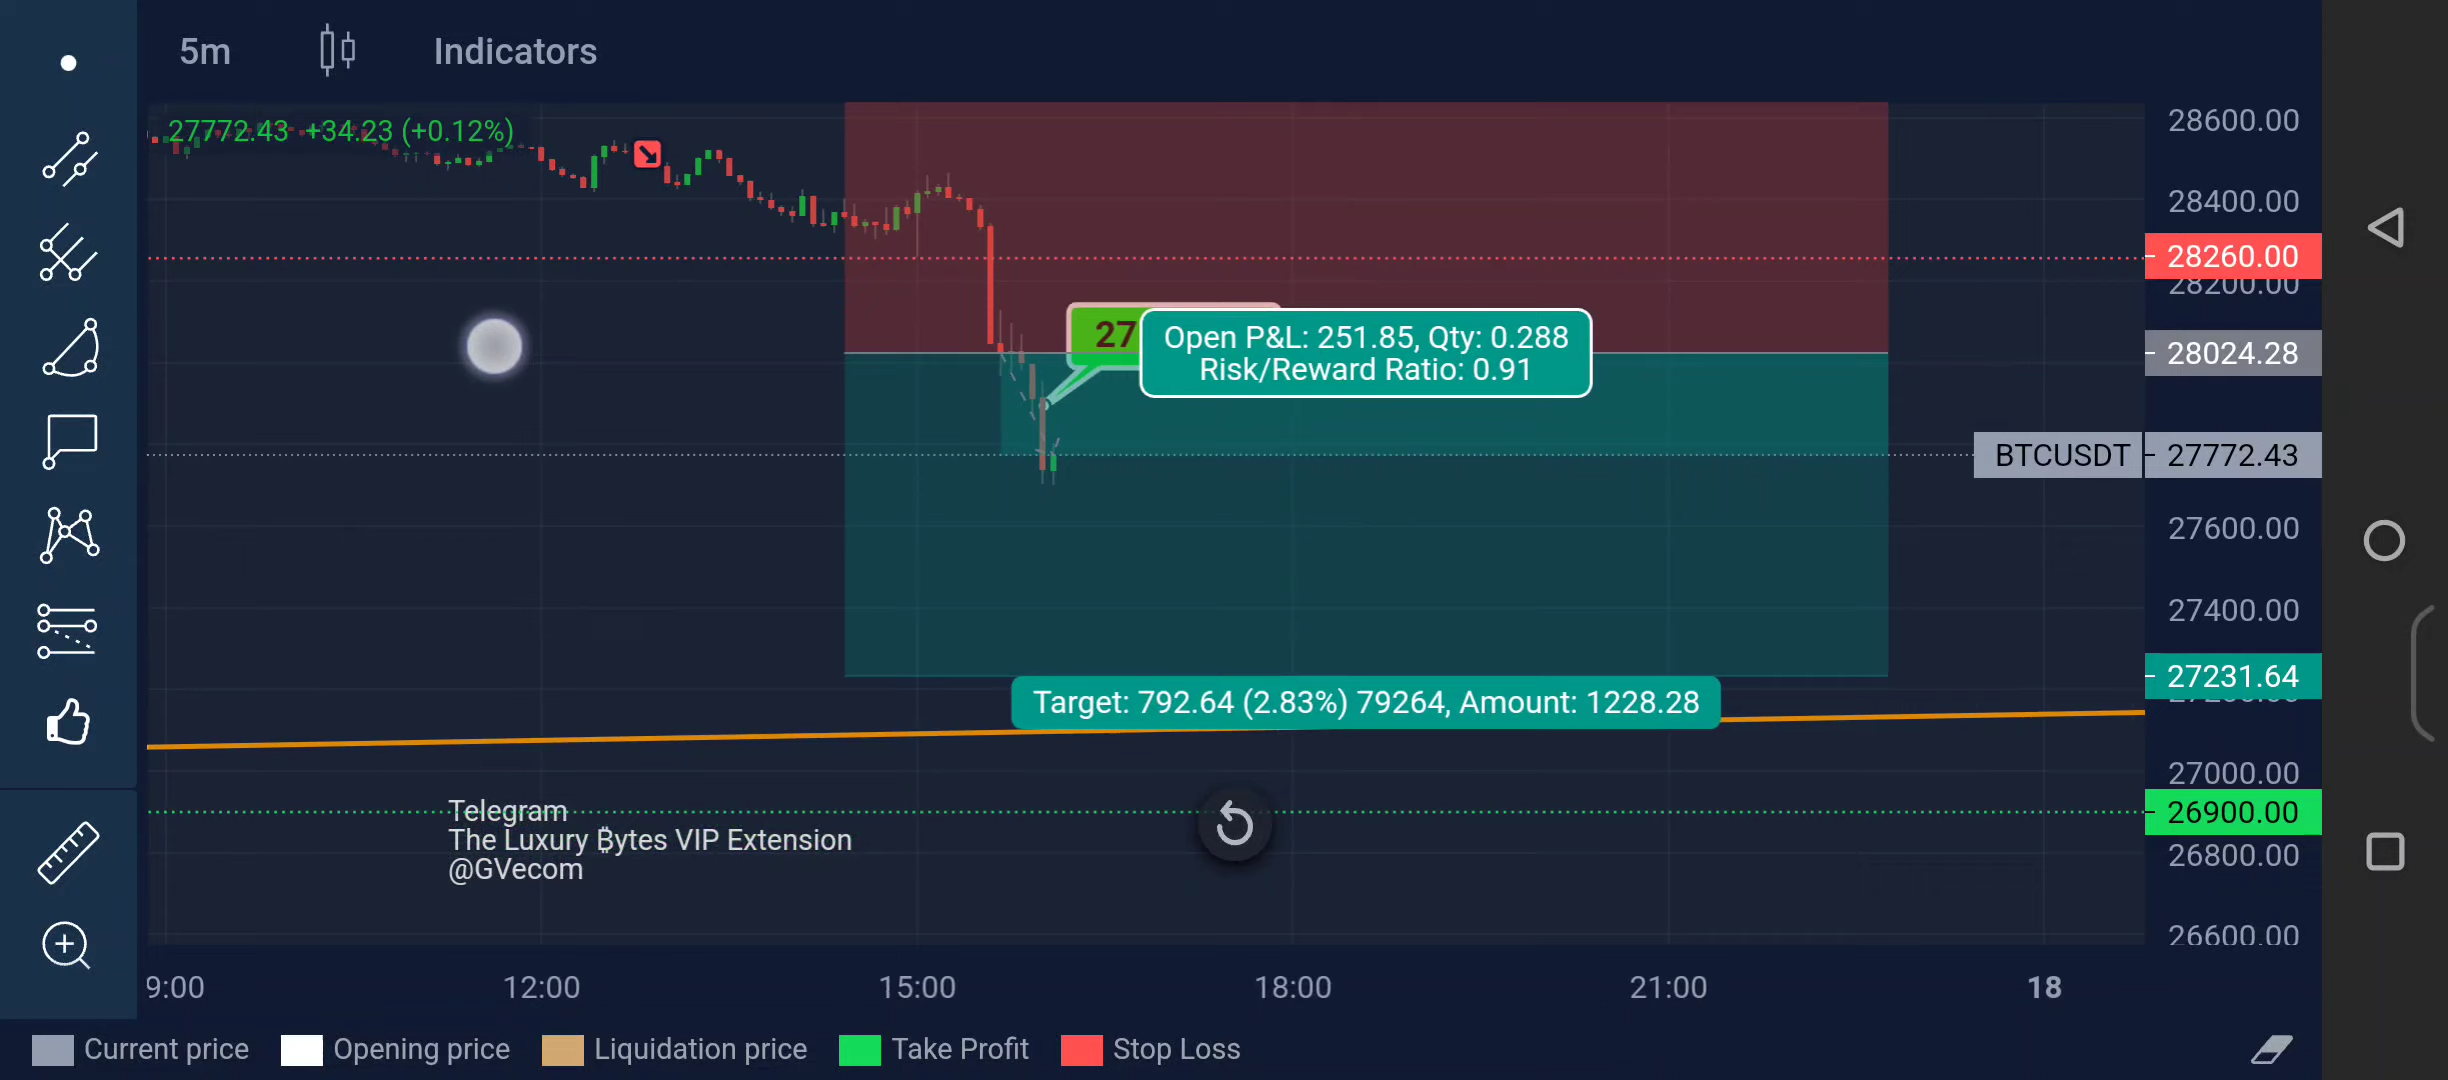 5m
Indicators
27772.43 +34.23 (+0.12%)
28600.00
28400.00
28260.00
28200.00
27
Open P&L: 251.85, Qty: 0.288
Risk/Reward Ratio: 0.91
28024.28
BTCUSDT
27772.43
27600.00
27400.00
27231.64
Target: 792.64 (2.83%) 79264, Amount: 1228.28
27000.00
26900.00
26800.00
26600.00
Telegram
The Luxury ₿ytes VIP Extension
@GVecom
9:00
12:00
15:00
18:00
21:00
18
Current price
Opening price
Liquidation price
Take Profit
Stop Loss